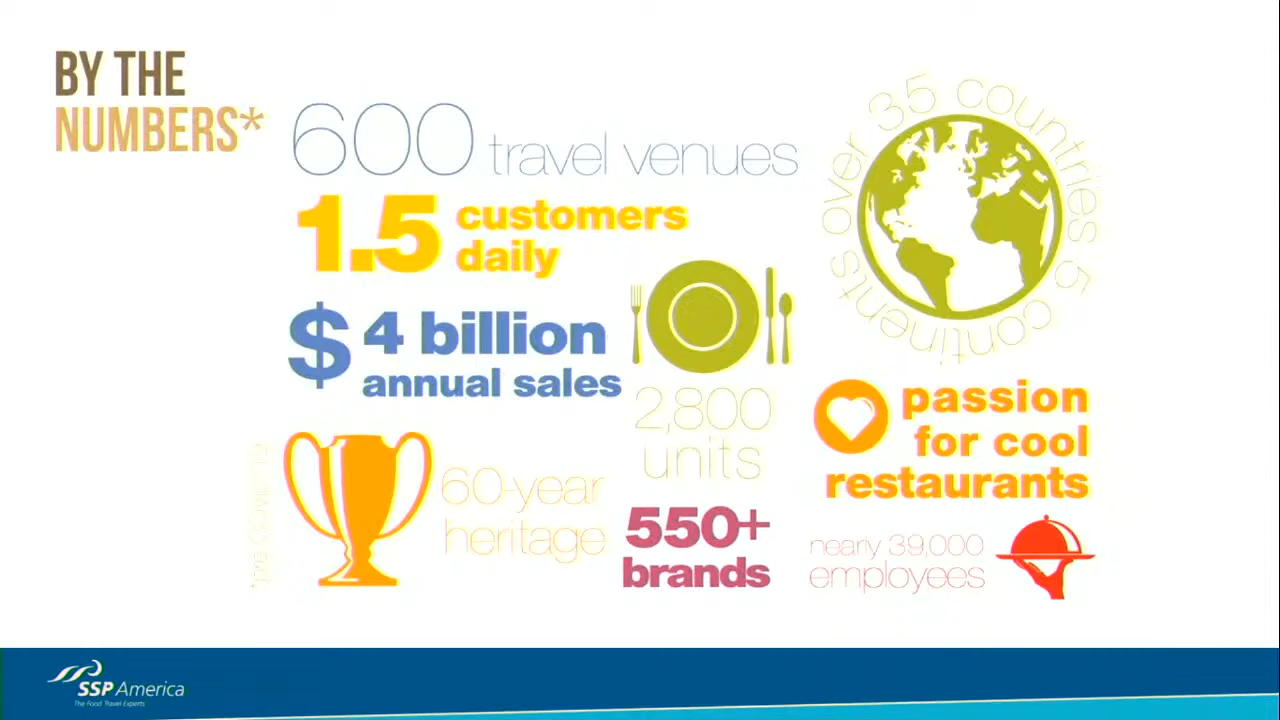 BY THE
NUMBERS*
600 travel venues
1.5 customers
daily
$ 4 billion
annual sales
over 35 countries 5 continents
2,800
units
passion
for cool
restaurants
60-year
heritage
550+
brands
nearly 39,000
employees
SSP America
The Food Travel Experts